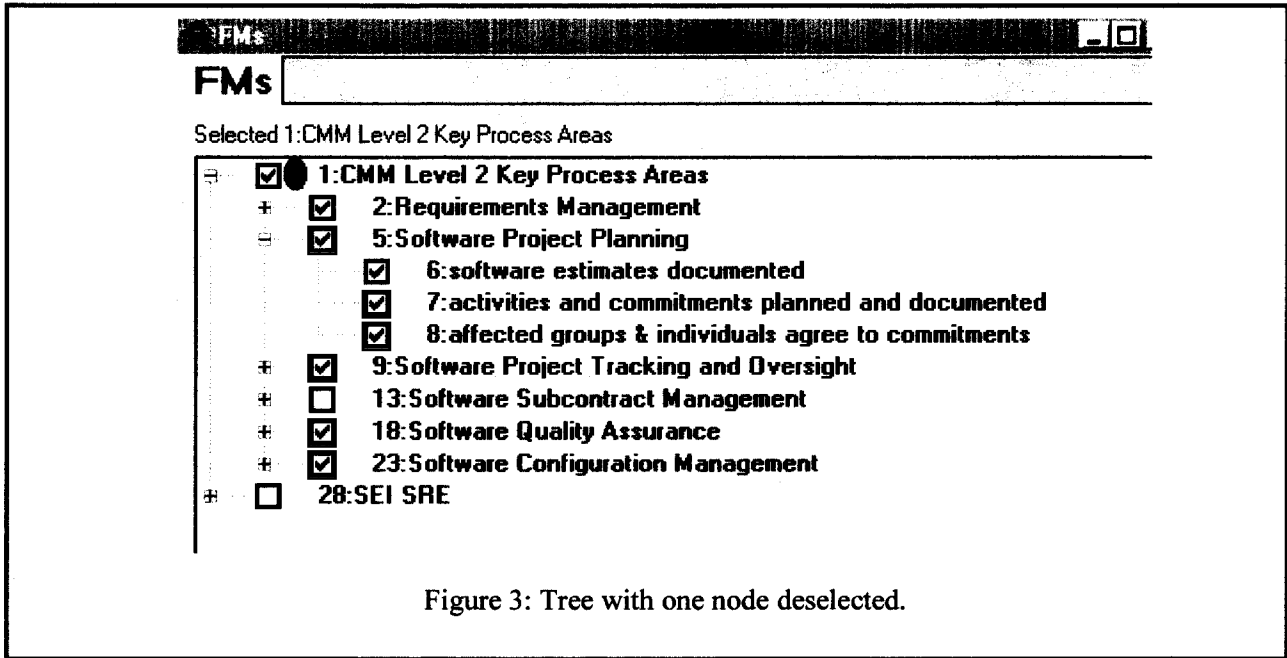 FMs
FMs
Selected 1:CMM Level 2 Key Process Areas
1:CMM Level 2 Key Process Areas
2:Requirements Management
5:Software Project Planning
6:software estimates documented
7:activities and commitments planned and documented
8:affected groups & individuals agree to commitments
9:Software Project Tracking and Oversight
13:Software Subcontract Management
18:Software Quality Assurance
23:Software Configuration Management
28:SEI SRE
Figure 3: Tree with one node deselected.